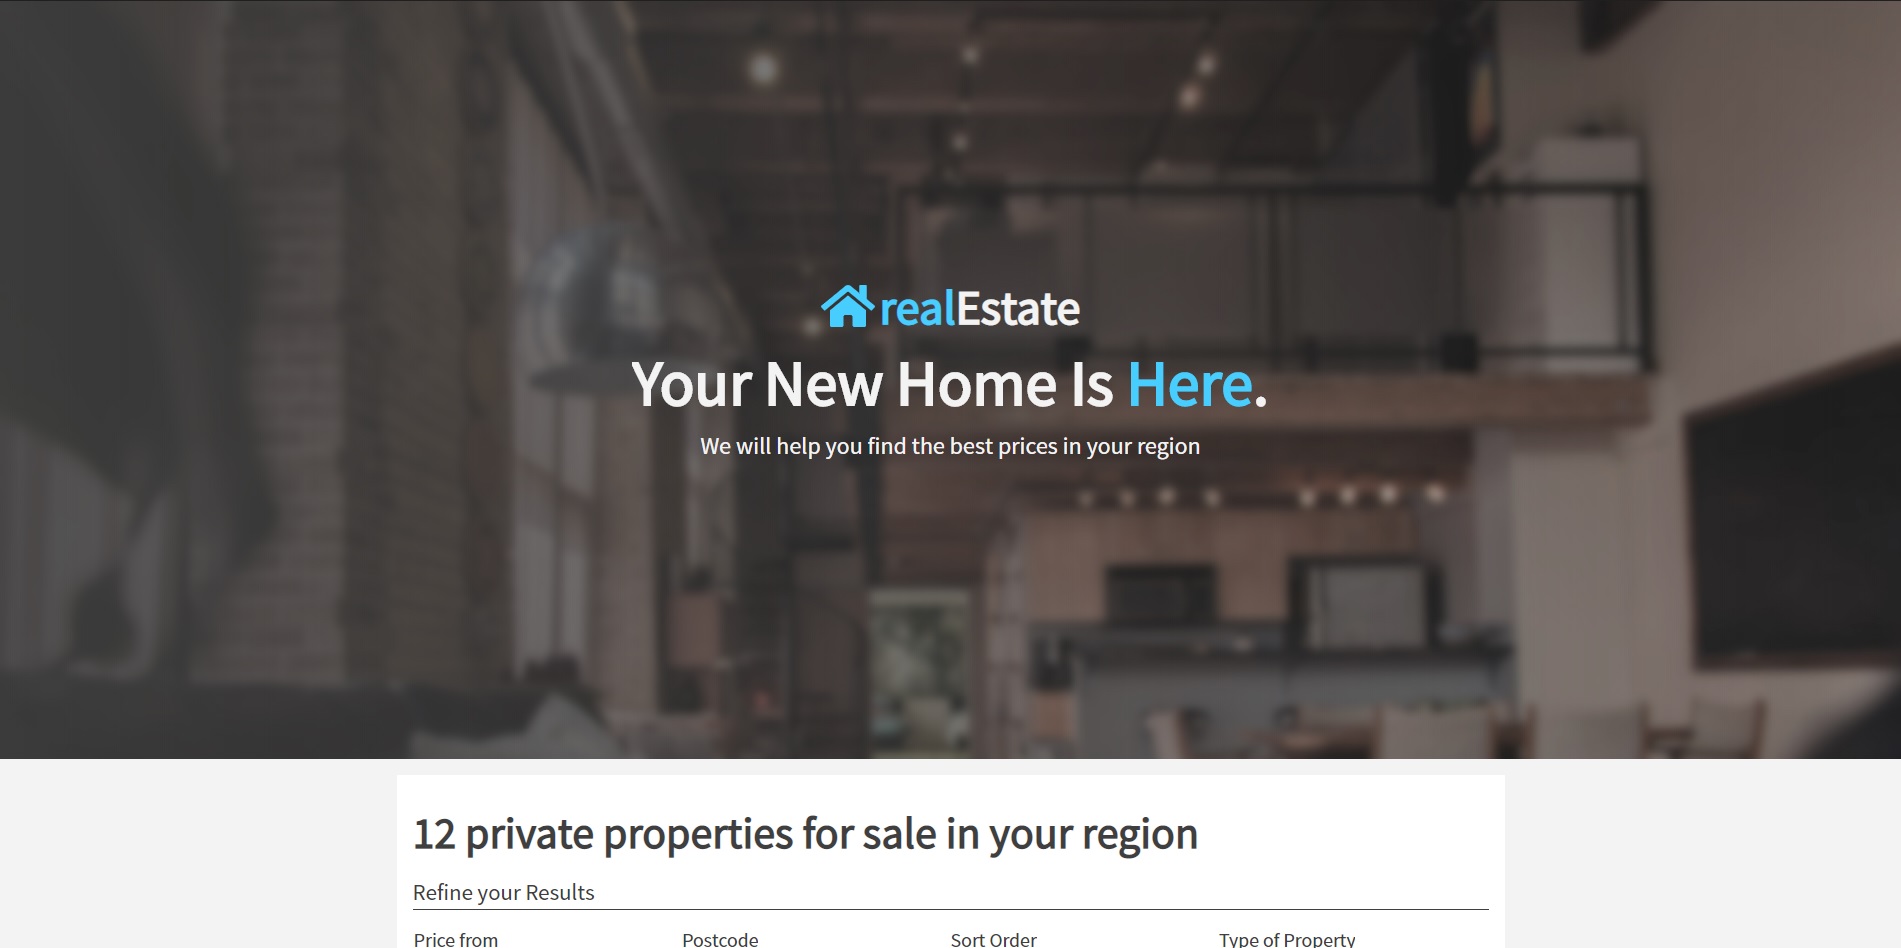 realEstate
Your New Home Is Here.
We will help you find the best prices in your region
12 private properties for sale in your region
Refine your Results
Price from Postcode Sort Order Type of Property